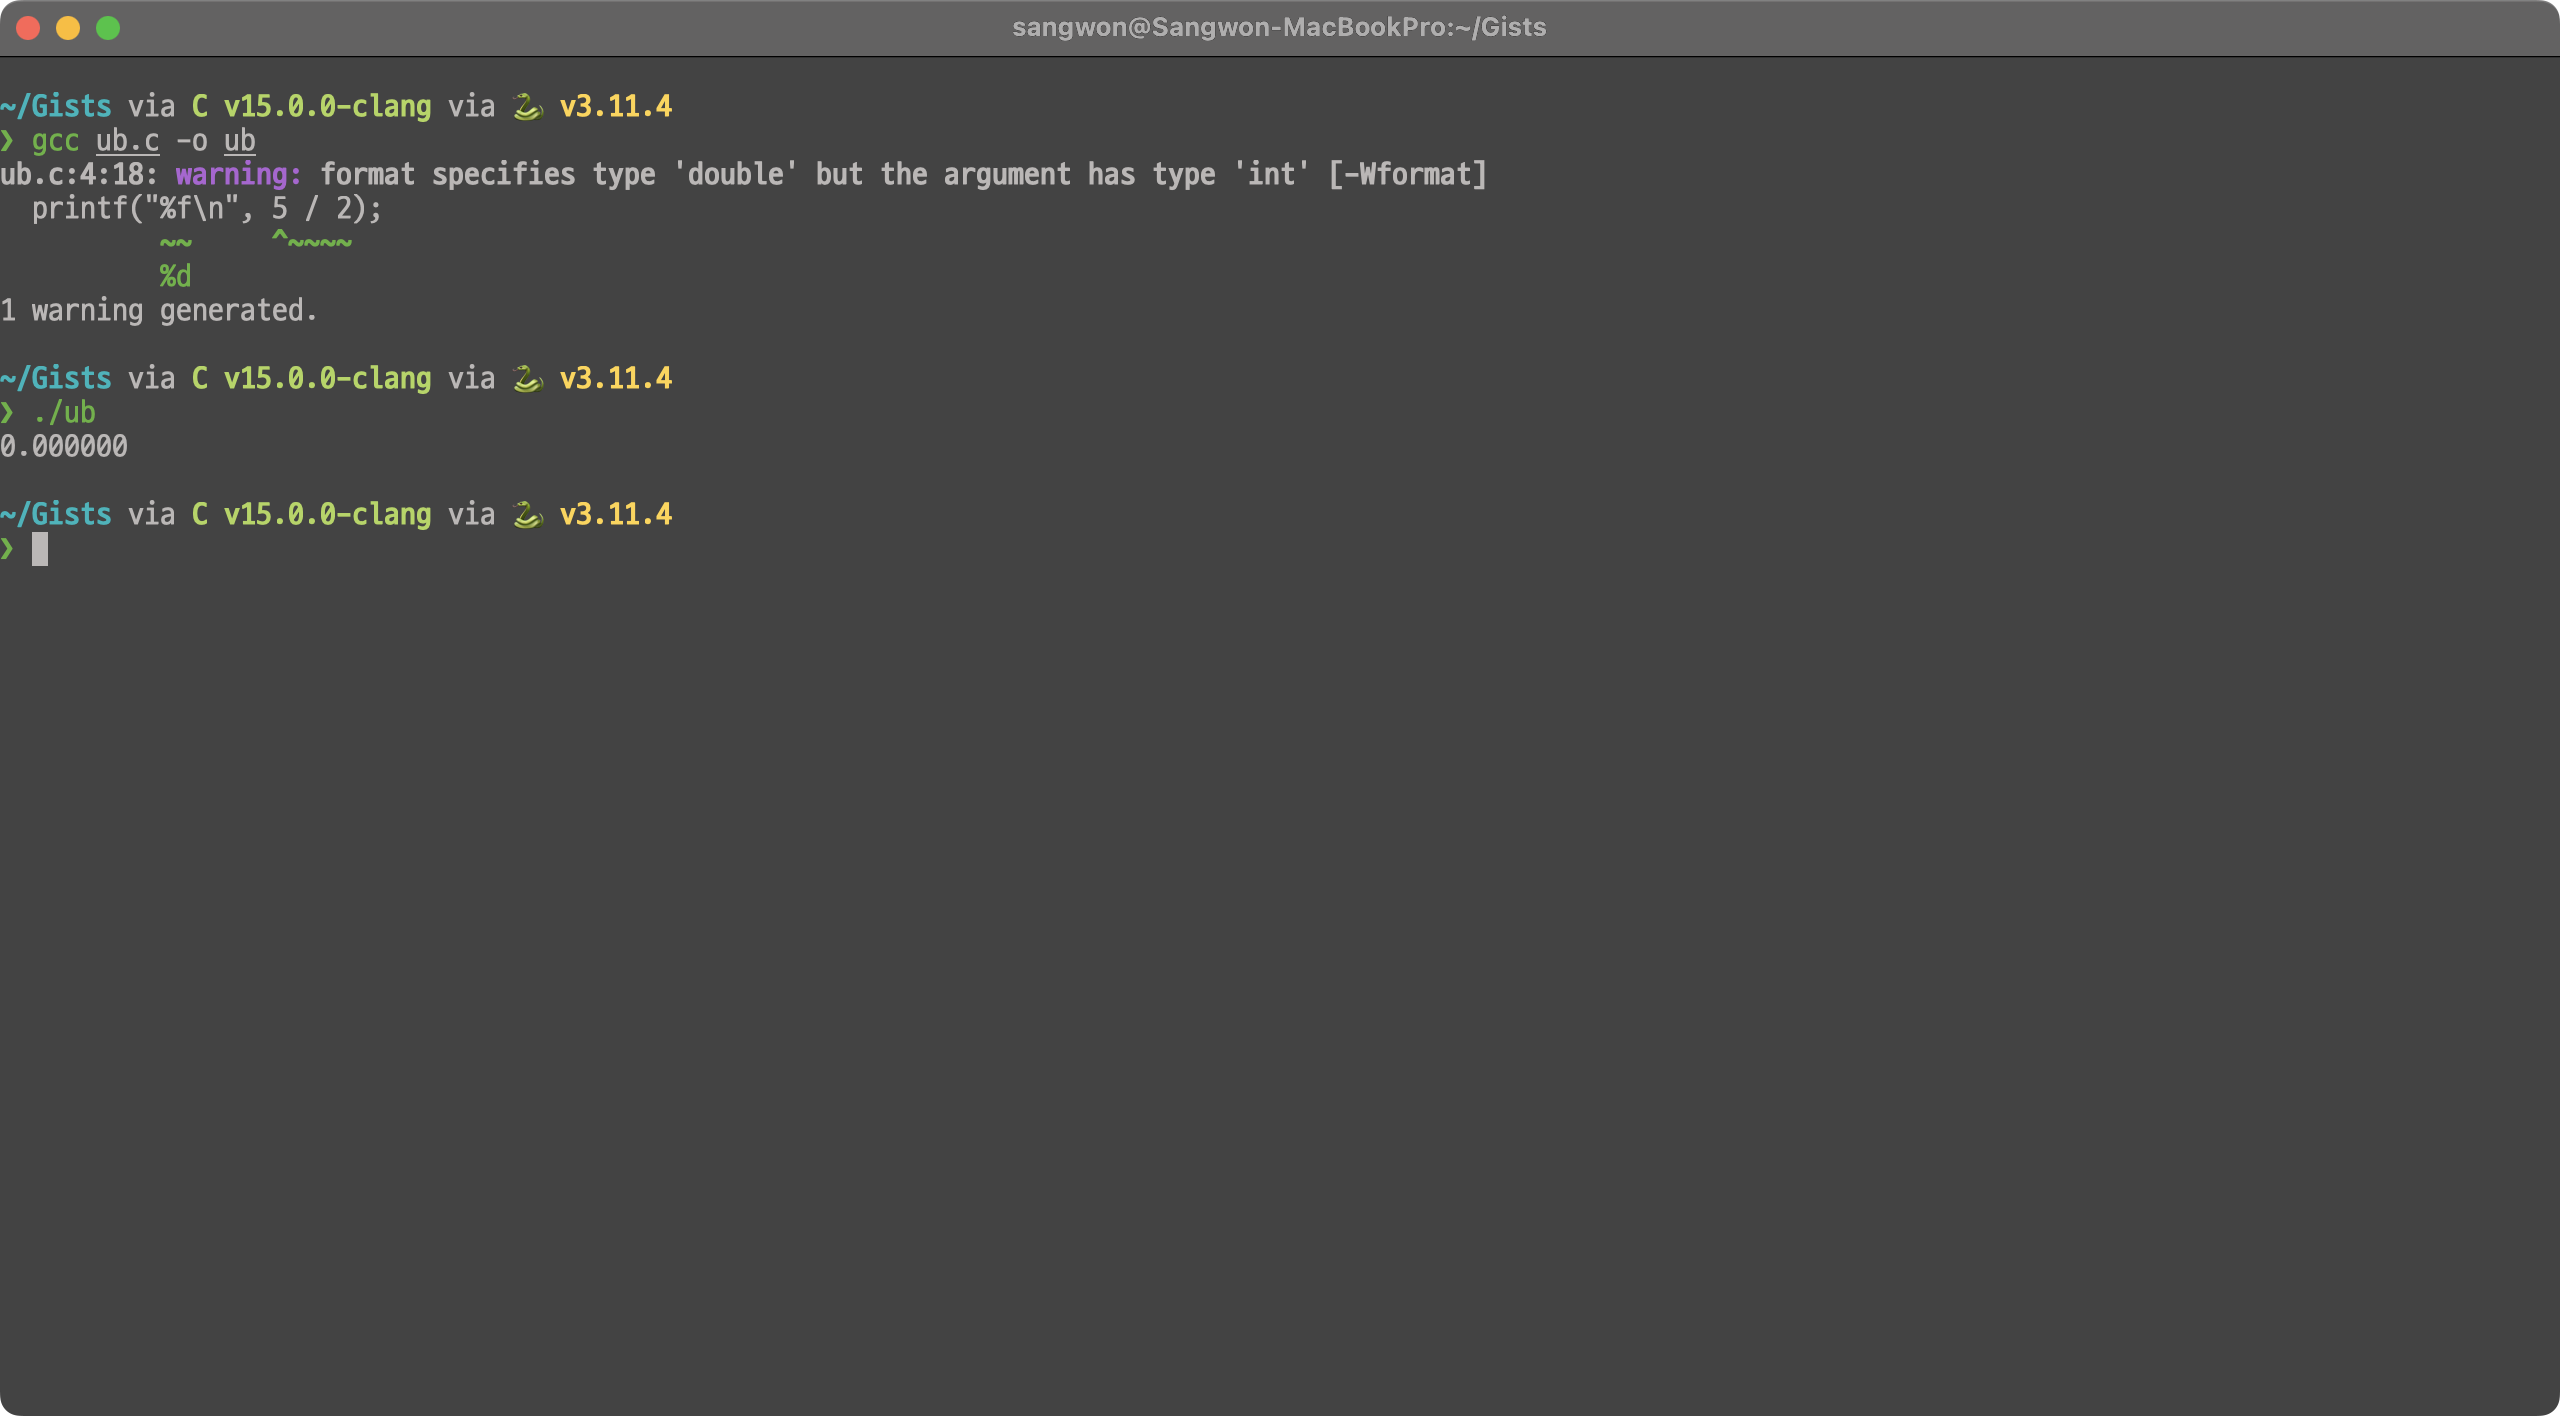 sangwon@Sangwon-MacBookPro:~/Gists
~/Gists via C v15.0.0-clang via 🐍 v3.11.4
❯ gcc ub.c -o ub
ub.c:4:18: warning: format specifies type 'double' but the argument has type 'int' [-Wformat]
  printf("%f\n", 5 / 2);
          ~~     ^~~~~
          %d
1 warning generated.
~/Gists via C v15.0.0-clang via 🐍 v3.11.4
❯ ./ub
0.000000
~/Gists via C v15.0.0-clang via 🐍 v3.11.4
❯